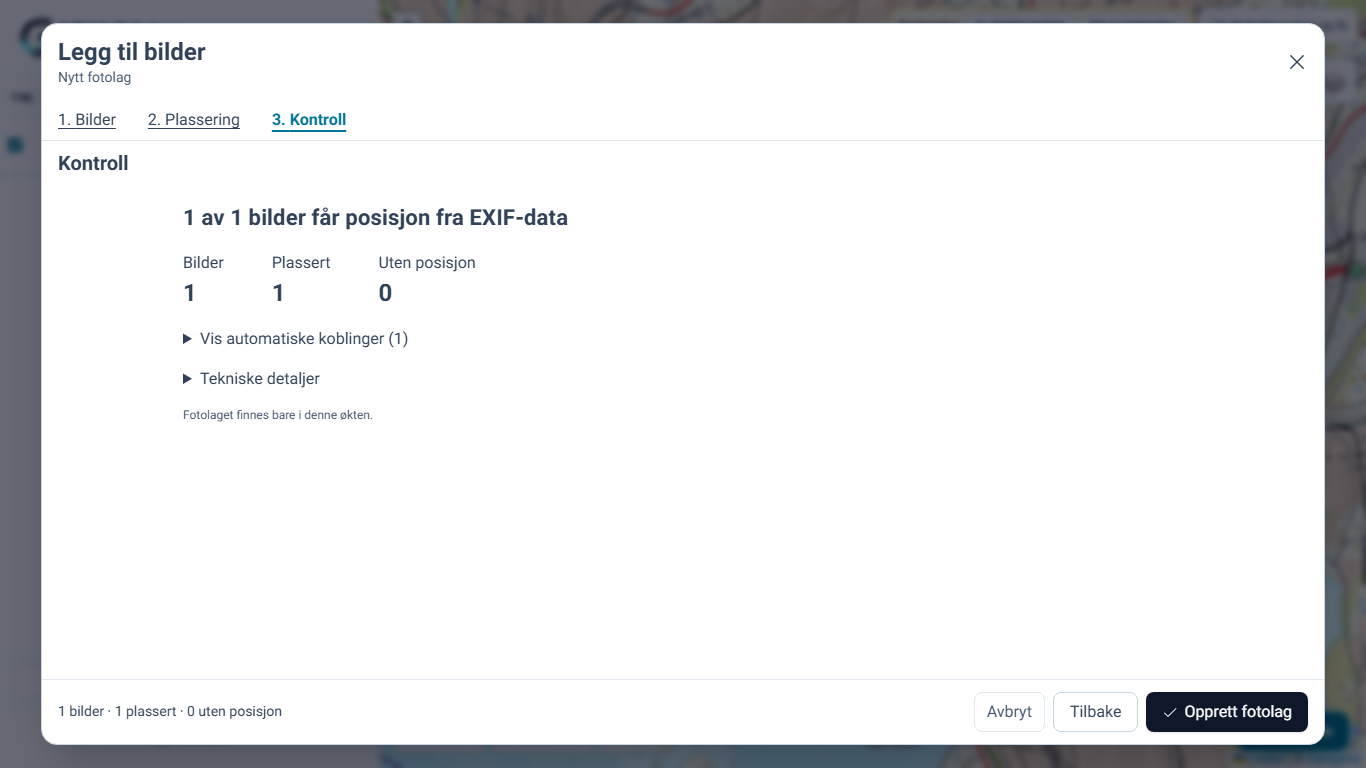 Legg til bilder
Nytt fotolag
1. Bilder 2. Plassering 3. Kontroll
Kontroll
1 av 1 bilder får posisjon fra EXIF-data
Bilder Plassert Uten posisjon
1 1 0
Vis automatiske koblinger (1)
Tekniske detaljer
Fotolaget finnes bare i denne økten.
1 bilder · 1 plassert · 0 uten posisjon
Avbryt Tilbake Opprett fotolag